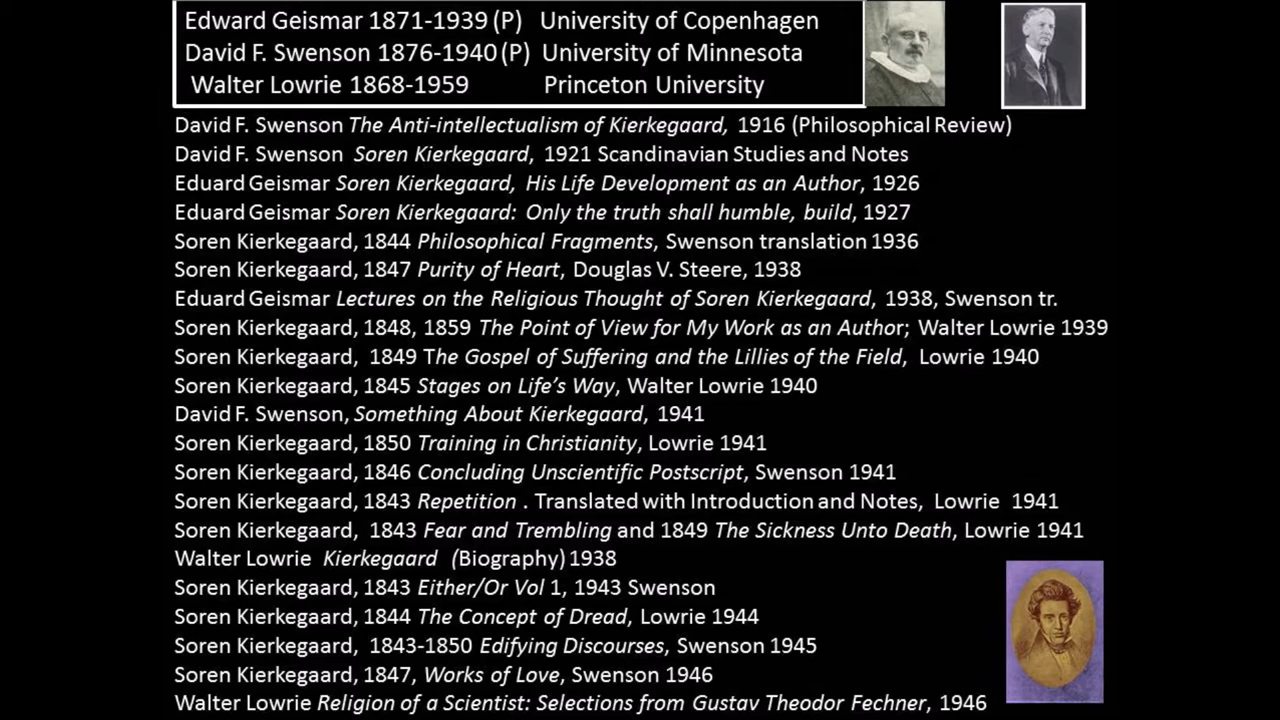 Edward Geismar 1871-1939 (P) University of Copenhagen
David F. Swenson 1876-1940 (P) University of Minnesota
Walter Lowrie 1868-1959 Princeton University
David F. Swenson The Anti-intellectualism of Kierkegaard, 1916 (Philosophical Review)
David F. Swenson Soren Kierkegaard, 1921 Scandinavian Studies and Notes
Eduard Geismar Soren Kierkegaard, His Life Development as an Author, 1926
Eduard Geismar Soren Kierkegaard: Only the truth shall humble, build, 1927
Soren Kierkegaard, 1844 Philosophical Fragments, Swenson translation 1936
Soren Kierkegaard, 1847 Purity of Heart, Douglas V. Steere, 1938
Eduard Geismar Lectures on the Religious Thought of Soren Kierkegaard, 1938, Swenson tr.
Soren Kierkegaard, 1848, 1859 The Point of View for My Work as an Author; Walter Lowrie 1939
Soren Kierkegaard, 1849 The Gospel of Suffering and the Lillies of the Field, Lowrie 1940
Soren Kierkegaard, 1845 Stages on Life's Way, Walter Lowrie 1940
David F. Swenson, Something About Kierkegaard, 1941
Soren Kierkegaard, 1850 Training in Christianity, Lowrie 1941
Soren Kierkegaard, 1846 Concluding Unscientific Postscript, Swenson 1941
Soren Kierkegaard, 1843 Repetition . Translated with Introduction and Notes, Lowrie 1941
Soren Kierkegaard, 1843 Fear and Trembling and 1849 The Sickness Unto Death, Lowrie 1941
Walter Lowrie Kierkegaard (Biography) 1938
Soren Kierkegaard, 1843 Either/Or Vol 1, 1943 Swenson
Soren Kierkegaard, 1844 The Concept of Dread, Lowrie 1944
Soren Kierkegaard, 1843-1850 Edifying Discourses, Swenson 1945
Soren Kierkegaard, 1847, Works of Love, Swenson 1946
Walter Lowrie Religion of a Scientist: Selections from Gustav Theodor Fechner, 1946